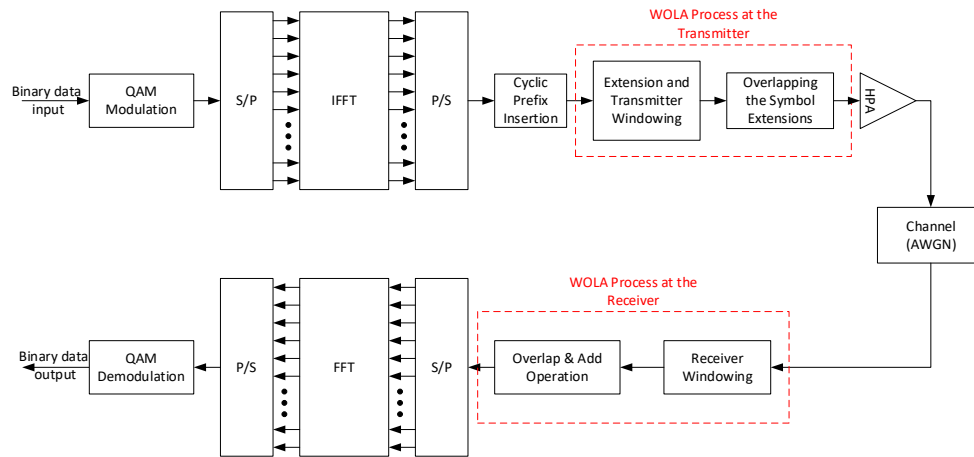 WOLA Process at the
Transmitter
Binary data
input
QAM
Modulation
S/P
IFFT
P/S
Cyclic
Prefix
Insertion
Extension and
Transmitter
Windowing
Overlapping
the Symbol
Extensions
HPA
Channel
(AWGN)
WOLA Process at the
Receiver
Binary data
output
QAM
Demodulation
P/S
FFT
S/P
Overlap & Add
Operation
Receiver
Windowing